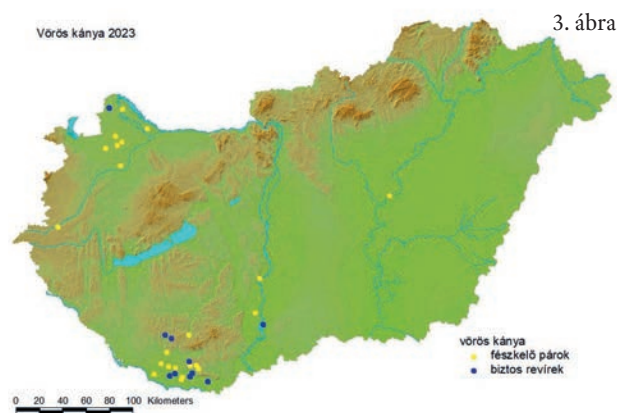 3. ábra
Vörös kánya 2023
vörös kánya
fészkelő párok
biztos revírek
0 20 40 60 80 100 Kilometers